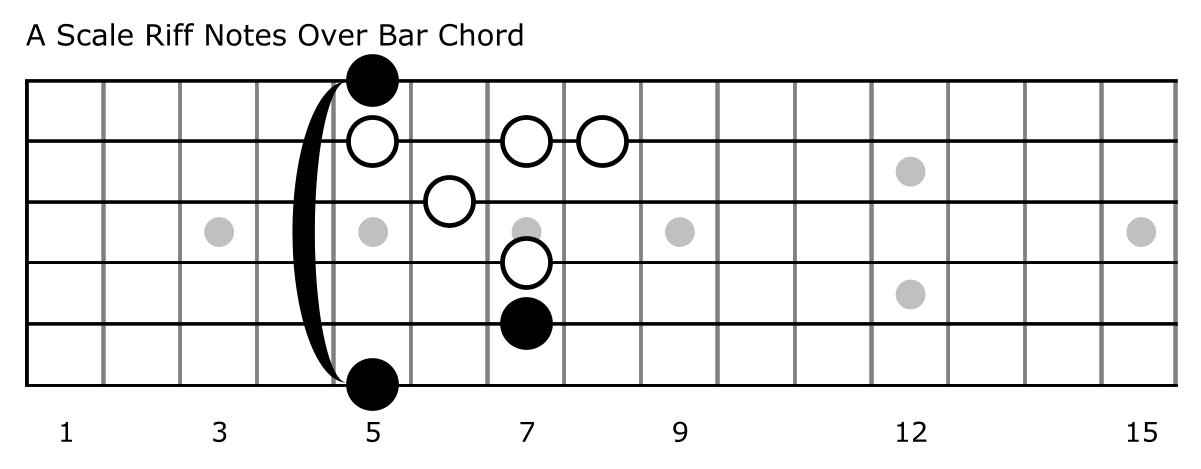 A Scale Riff Notes Over Bar Chord
1 3 5 7 9 12 15